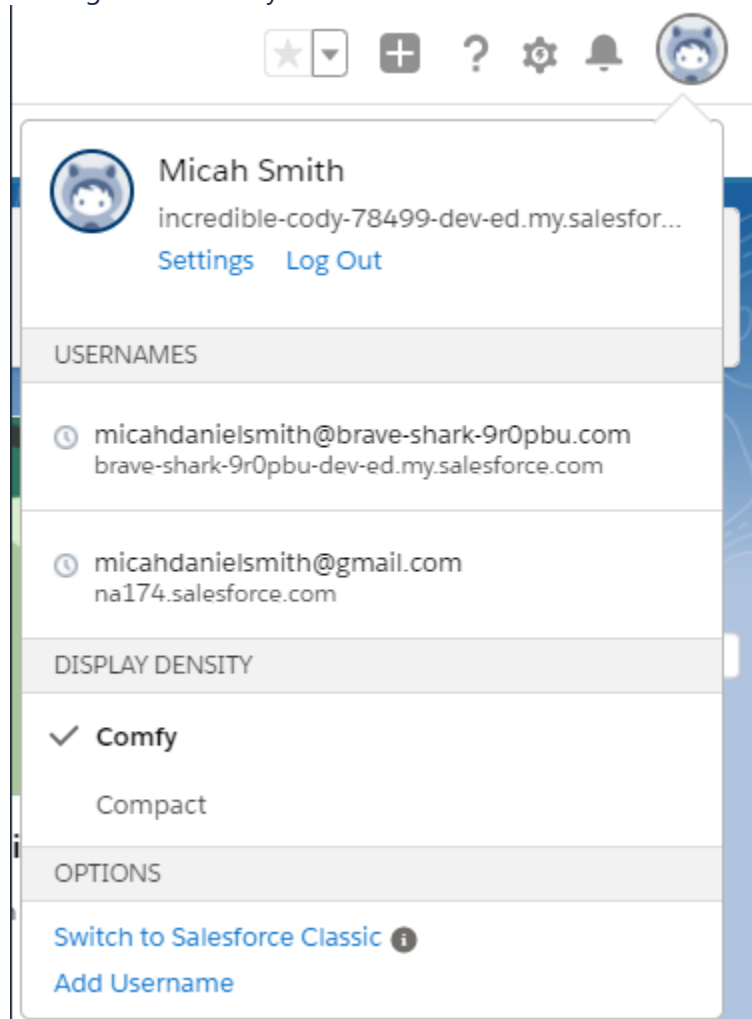 Micah Smith
incredible-cody-78499-dev-ed.my.salesfor...
Settings Log Out
USERNAMES
micahdanielsmith@brave-shark-9r0pbu.com
brave-shark-9r0pbu-dev-ed.my.salesforce.com
micahdanielsmith@gmail.com
na174.salesforce.com
DISPLAY DENSITY
Comfy
Compact
OPTIONS
Switch to Salesforce Classic
Add Username